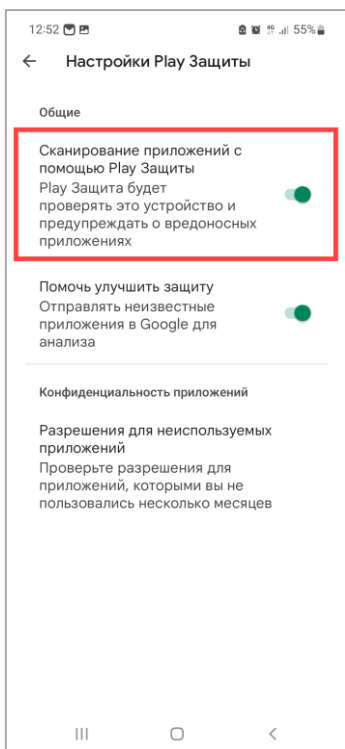 12:52 55%
Настройки Play Защиты
Общие
Сканирование приложений с
помощью Play Защиты
Play Защита будет
проверять это устройство и
предупреждать о вредоносных
приложениях
Помочь улучшить защиту
Отправлять неизвестные
приложения в Google для
анализа
Конфиденциальность приложений
Разрешения для неиспользуемых
приложений
Проверьте разрешения для
приложений, которыми вы не
пользовались несколько месяцев